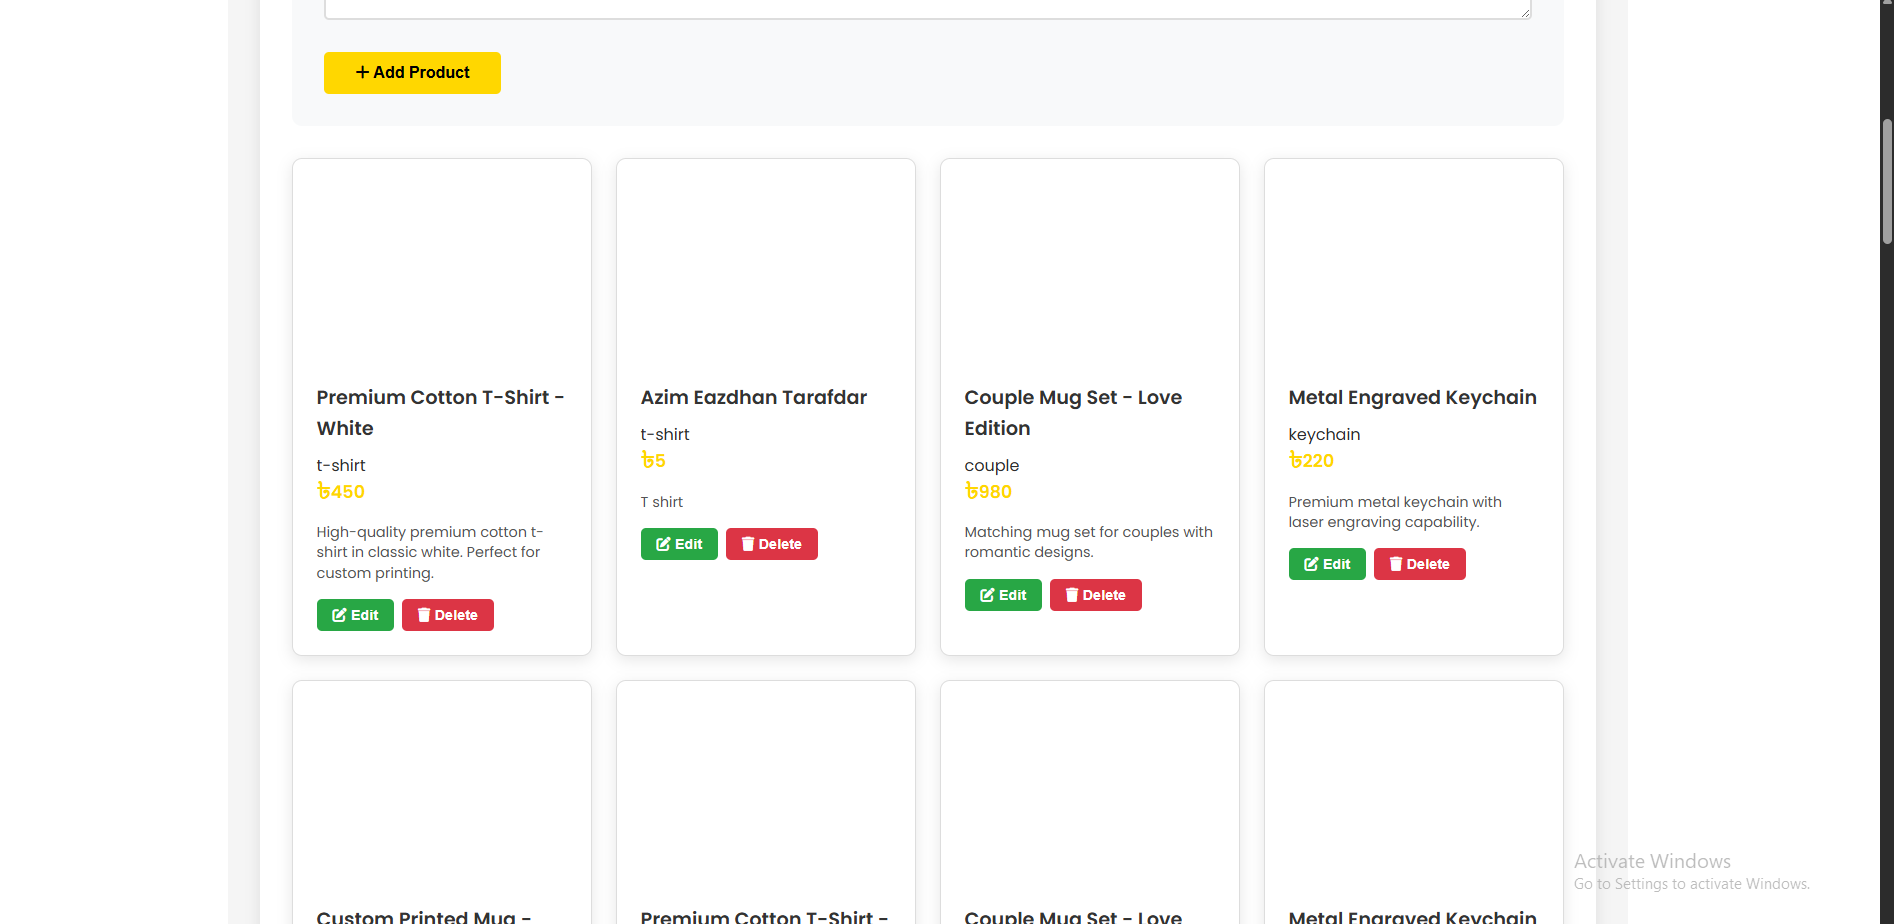 + Add Product
Premium Cotton T-Shirt -
White
t-shirt
৳450
High-quality premium cotton t-
shirt in classic white. Perfect for
custom printing.
Edit Delete
Azim Eazdhan Tarafdar
t-shirt
৳5
T shirt
Edit Delete
Couple Mug Set - Love
Edition
couple
৳980
Matching mug set for couples with
romantic designs.
Edit Delete
Metal Engraved Keychain
keychain
৳220
Premium metal keychain with
laser engraving capability.
Edit Delete
Custom Printed Mug -
Premium Cotton T-Shirt -
Couple Mug Set - Love
Metal Engraved Keychain
Activate Windows
Go to Settings to activate Windows.